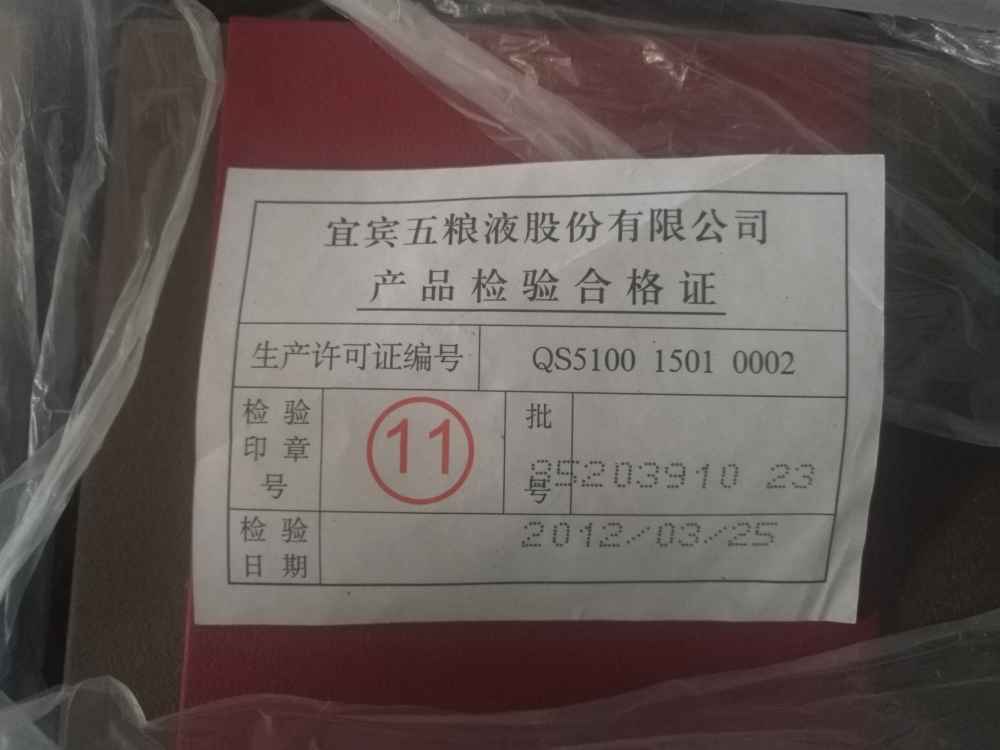 宜宾五粮液股份有限公司
产品检验合格证
生产许可证编号 QS5100 1501 0002
检验印章号 11 批号 95203910 23
检验日期 2012/03/25